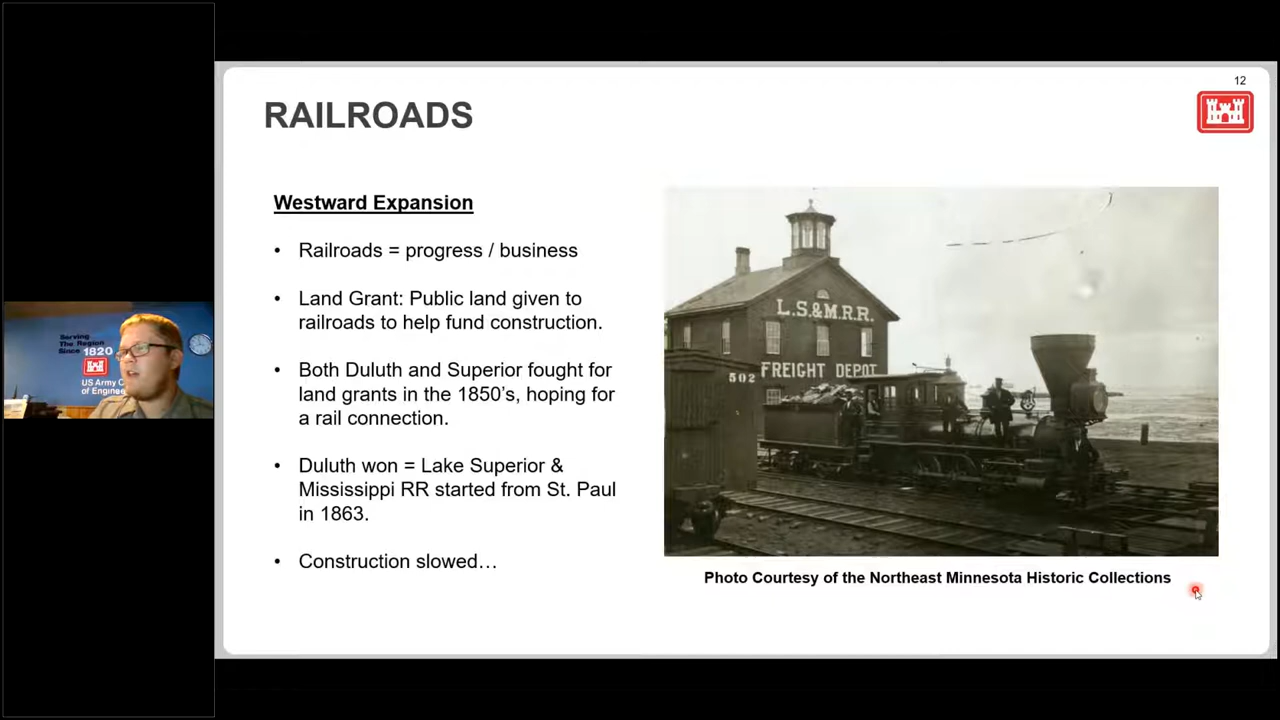 12
RAILROADS
Westward Expansion
• Railroads = progress / business
• Land Grant: Public land given to
railroads to help fund construction.
• Both Duluth and Superior fought for
land grants in the 1850’s, hoping for
a rail connection.
• Duluth won = Lake Superior &
Mississippi RR started from St. Paul
in 1863.
• Construction slowed…
L.S.&M.R.R.
FREIGHT DEPOT
502
Photo Courtesy of the Northeast Minnesota Historic Collections
Serving
The Region
Since 1820
US Army C
of Enginee